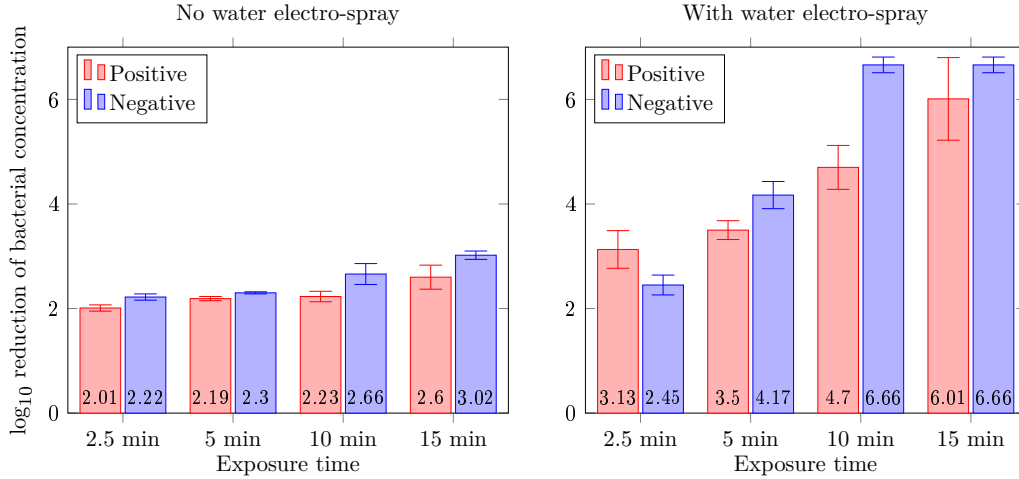 No water electro-spray
log10 reduction of bacterial concentration
6
4
2
0
Positive
Negative
2.01 2.22 2.19 2.3 2.23 2.66 2.6 3.02
2.5 min 5 min 10 min 15 min
Exposure time
With water electro-spray
6
4
2
0
Positive
Negative
3.13 2.45 3.5 4.17 4.7 6.66 6.01 6.66
2.5 min 5 min 10 min 15 min
Exposure time